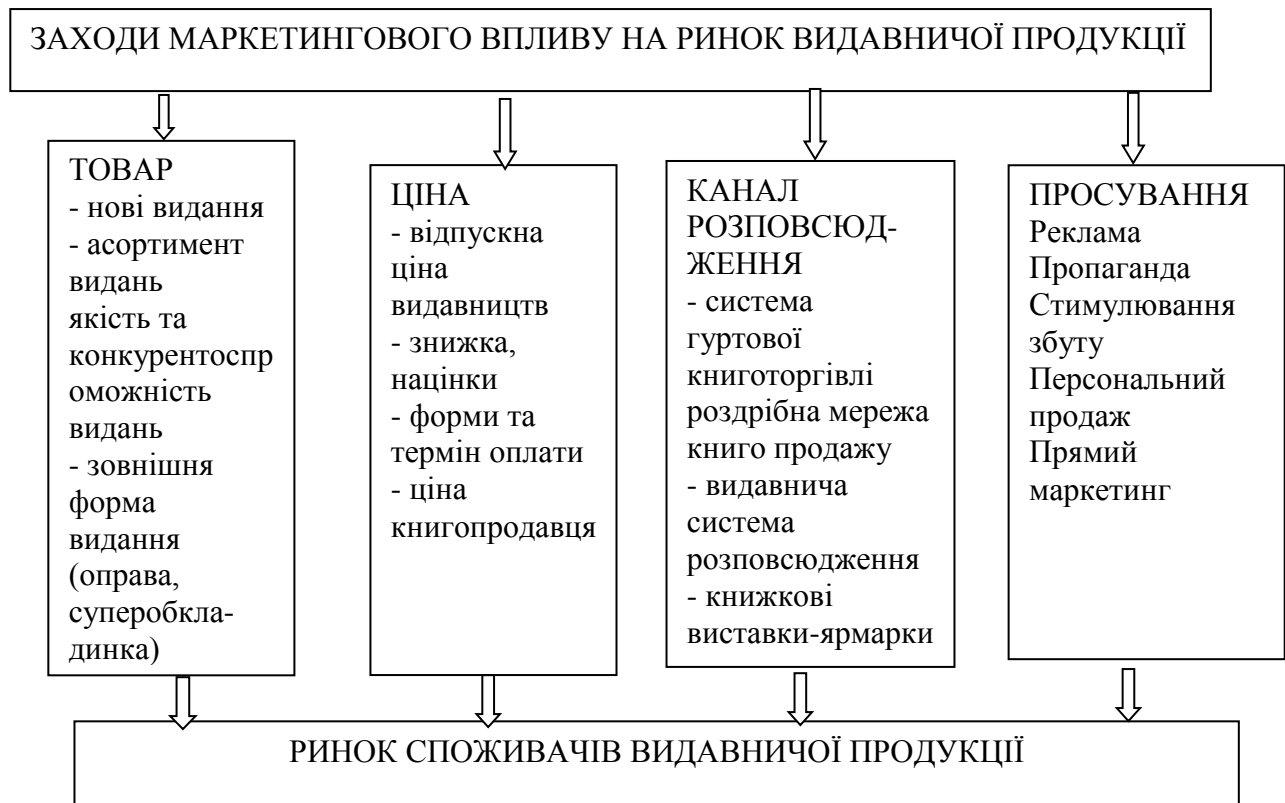 ЗАХОДИ МАРКЕТИНГОВОГО ВПЛИВУ НА РИНОК ВИДАВНИЧОЇ ПРОДУКЦІЇ
ТОВАР
- нові видання
- асортимент
видань
якість та
конкурентоспр
оможність
видань
- зовнішня
форма
видання
(оправа,
суперобкла-
динка)
ЦІНА
- відпускна
ціна
видавництв
- знижка,
націнки
- форми та
термін оплати
- ціна
книгопродавця
КАНАЛ
РОЗПОВСЮД-
ЖЕННЯ
- система
гуртової
книготоргівлі
роздрібна мережа
книго продажу
- видавнича
система
розповсюдження
- книжкові
виставки-ярмарки
ПРОСУВАННЯ
Реклама
Пропаганда
Стимулювання
збуту
Персональний
продаж
Прямий
маркетинг
РИНОК СПОЖИВАЧІВ ВИДАВНИЧОЇ ПРОДУКЦІЇ